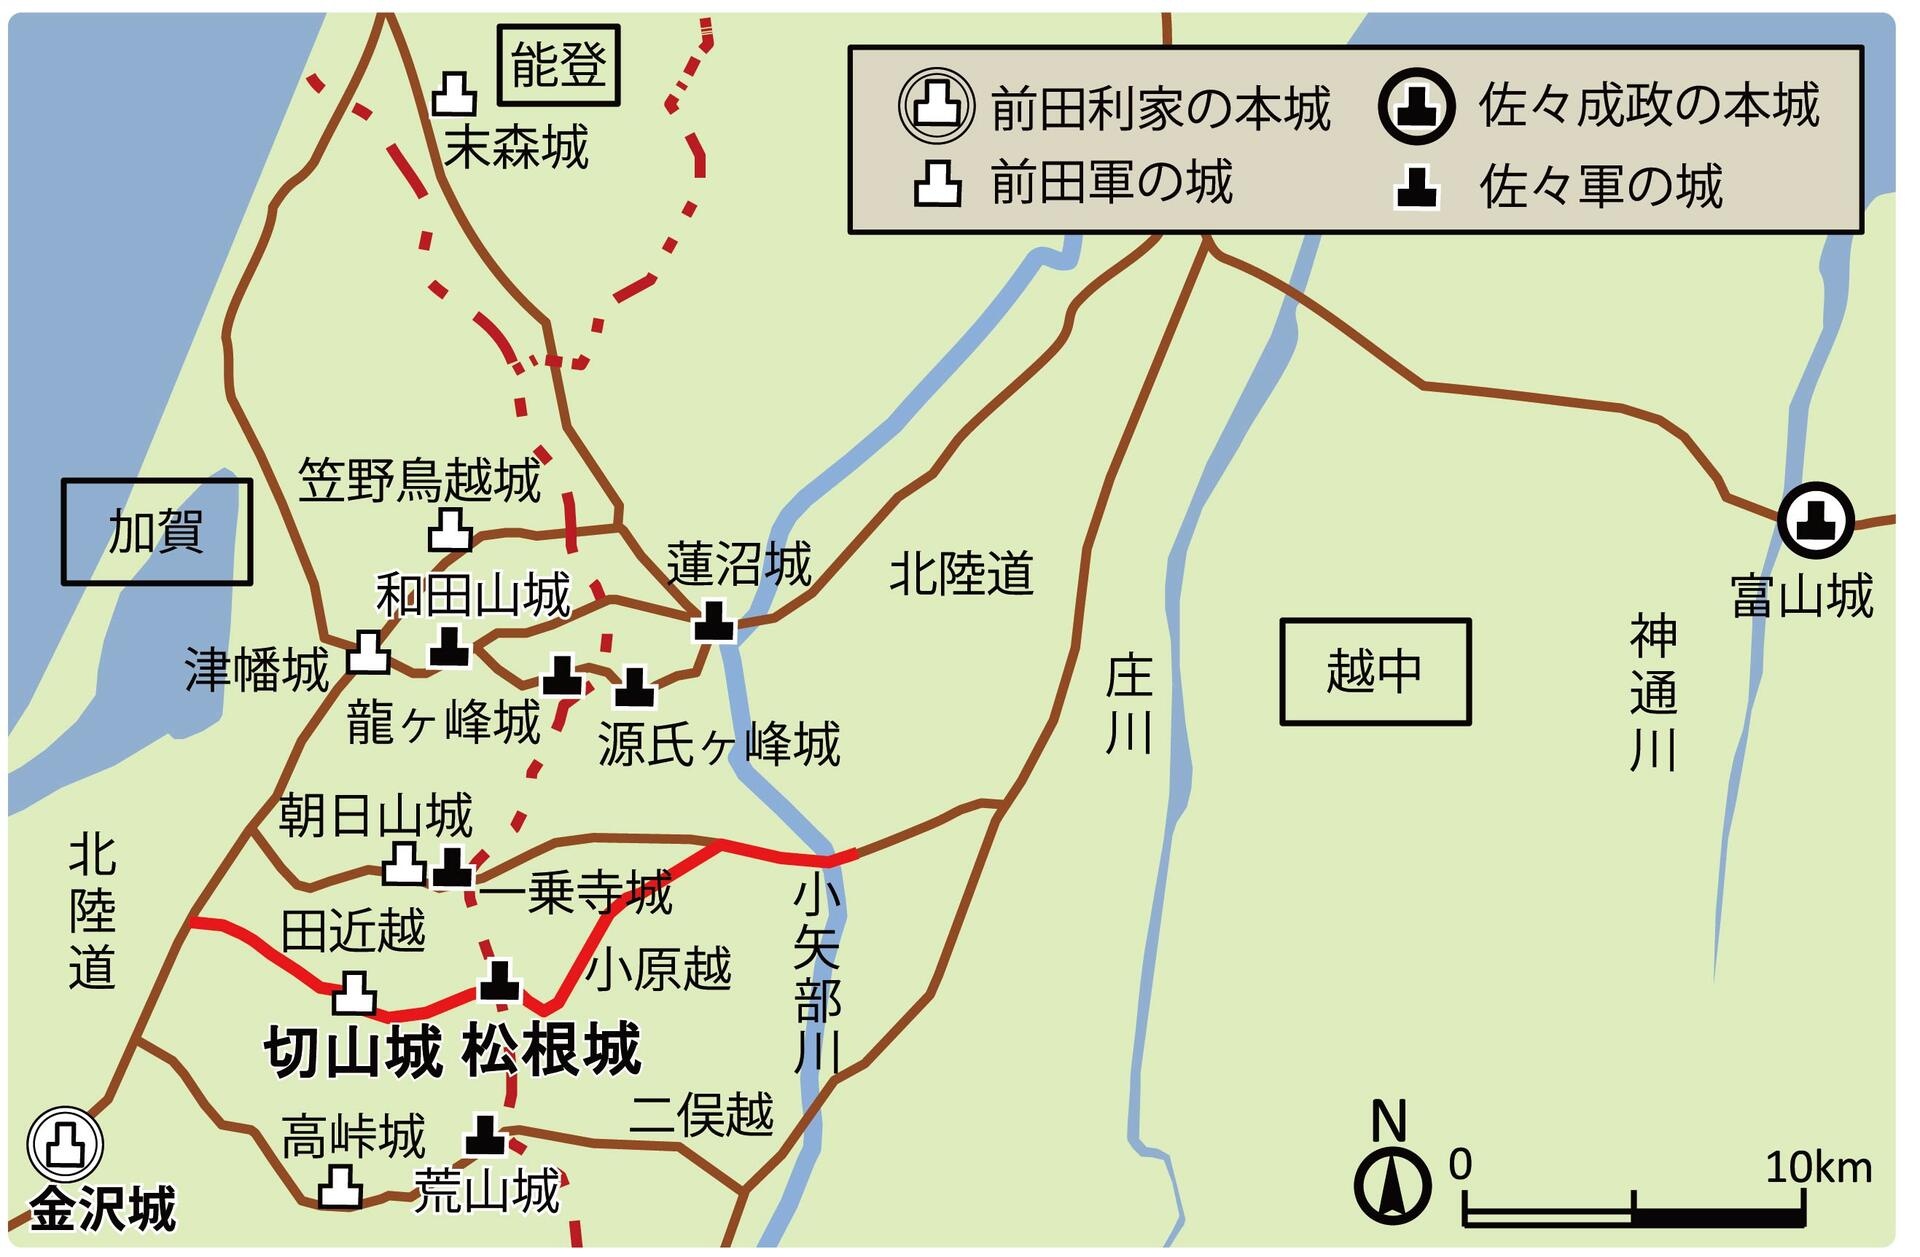 能登
末森城
前田利家の本城
佐々成政の本城
前田軍の城
佐々軍の城
加賀
笠野鳥越城
和田山城
蓮沼城
北陸道
津幡城
龍ヶ峰城
源氏ヶ峰城
富山城
神通川
庄川
越中
朝日山城
北陸道
一乗寺城
田近越
小原越
小矢部川
切山城
松根城
高峠城
二俣越
荒山城
金沢城
N
0
10km